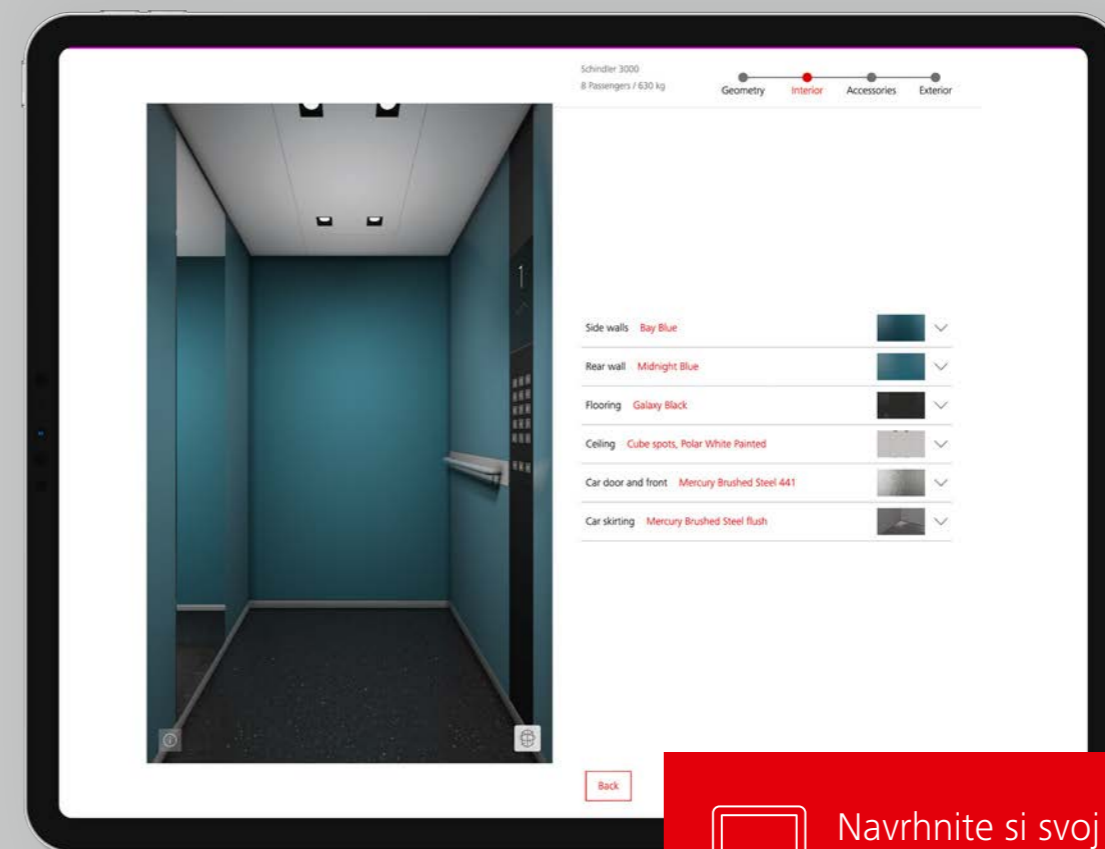 Schindler 3000
8 Passengers / 630 kg
Geometry Interior Accessories Exterior
1
Side walls Bay Blue
Rear wall Midnight Blue
Flooring Galaxy Black
Ceiling Cube spots, Polar White Painted
Car door and front Mercury Brushed Steel 441
Car skirting Mercury Brushed Steel flush
Back
Navrhnite si svoj